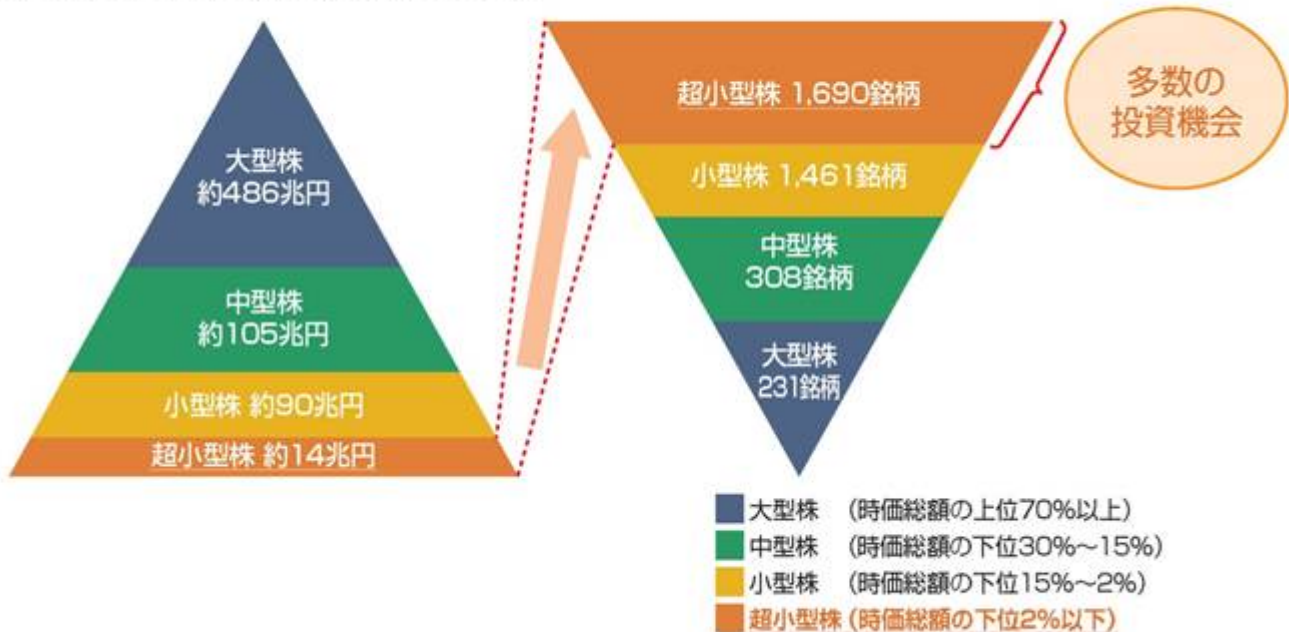 大型株
約486兆円
中型株
約105兆円
小型株 約90兆円
超小型株 約14兆円
超小型株 1,690銘柄
小型株 1,461銘柄
中型株
308銘柄
大型株
231銘柄
多数の
投資機会
大型株 (時価総額の上位70%以上)
中型株 (時価総額の下位30%~15%)
小型株 (時価総額の下位15%~2%)
超小型株 (時価総額の下位2%以下)